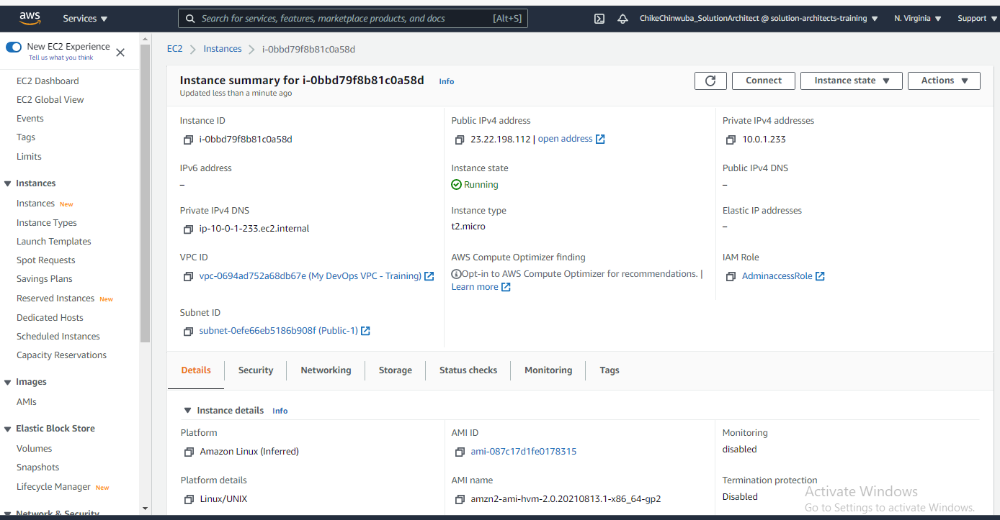 aws
Services
Search for services, features, marketplace products, and docs [Alt+S]
ChikeChinwuba_SolutionArchitect @ solution-architects-training
N. Virginia
Support
New EC2 Experience
Tell us what you think
EC2 Dashboard
EC2 Global View
Events
Tags
Limits
Instances
Instances New
Instance Types
Launch Templates
Spot Requests
Savings Plans
Reserved Instances New
Dedicated Hosts
Scheduled Instances
Capacity Reservations
Images
AMIs
Elastic Block Store
Volumes
Snapshots
Lifecycle Manager New
Network & Security
EC2 Instances i-0bbd79f8b81c0a58d
Instance summary for i-0bbd79f8b81c0a58d Info
Updated less than a minute ago
Connect
Instance state
Actions
Instance ID
i-0bbd79f8b81c0a58d
Public IPv4 address
23.22.198.112 | open address
Private IPv4 addresses
10.0.1.233
IPv6 address
–
Instance state
Running
Public IPv4 DNS
–
Private IPv4 DNS
ip-10-0-1-233.ec2.internal
Instance type
t2.micro
Elastic IP addresses
–
VPC ID
vpc-0694ad752a68db67e (My DevOps VPC - Training)
AWS Compute Optimizer finding
Opt-in to AWS Compute Optimizer for recommendations. |
Learn more
IAM Role
AdminaccessRole
Subnet ID
subnet-0efe66eb5186b908f (Public-1)
Details
Security
Networking
Storage
Status checks
Monitoring
Tags
Instance details Info
Platform
Amazon Linux (Inferred)
AMI ID
ami-087c17d1fe0178315
Monitoring
disabled
Platform details
Linux/UNIX
AMI name
amzn2-ami-hvm-2.0.20210813.1-x86_64-gp2
Termination protection
Disabled
Activate Windows
Go to Settings to activate Windows.